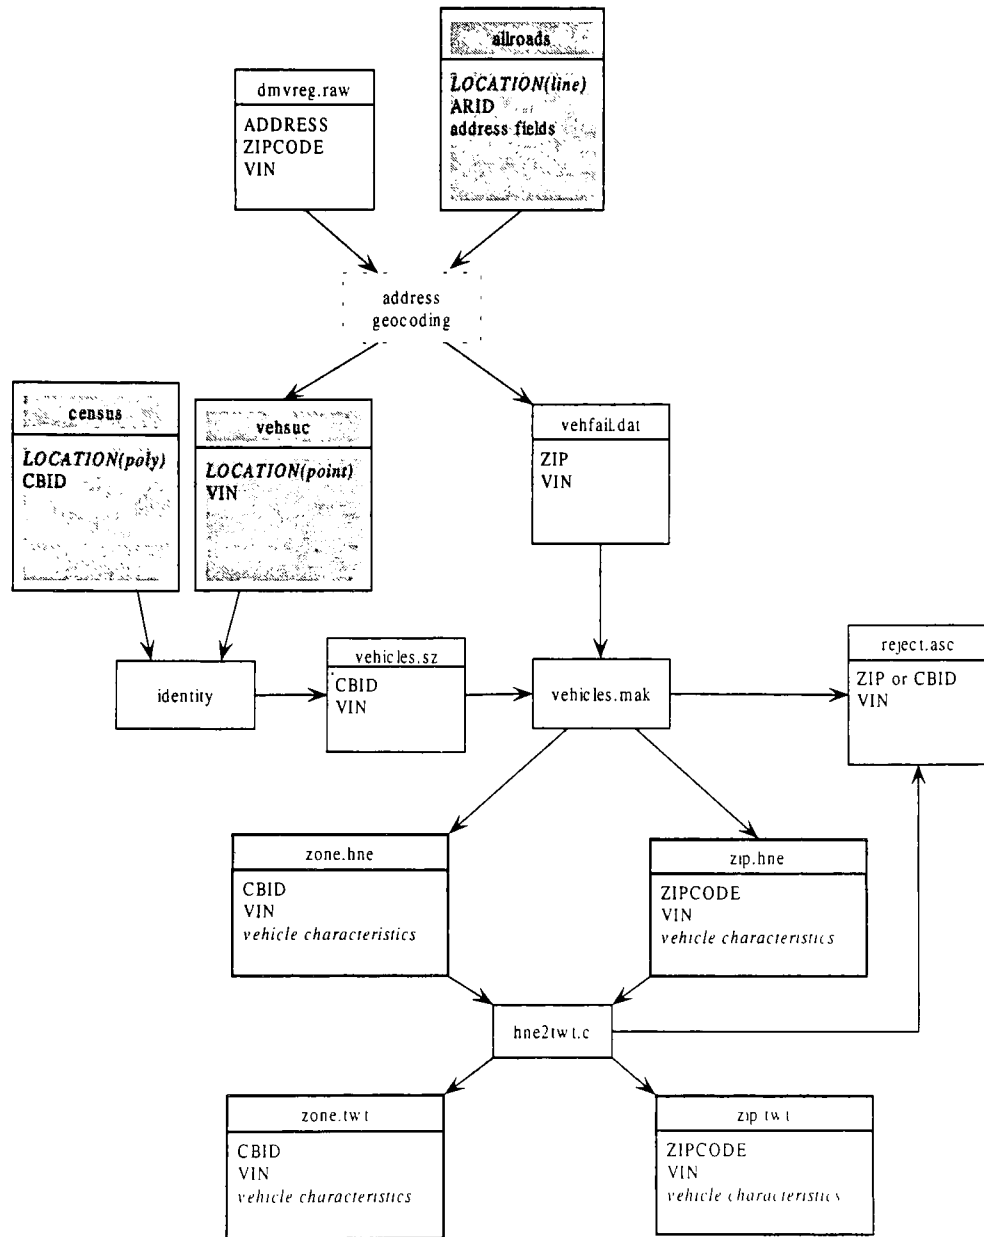 allroads
LOCATION(line)
ARID
address fields
dmvreg.raw
ADDRESS
ZIPCODE
VIN
address
geocoding
census
LOCATION(poly)
CBID
vehsuc
LOCATION(point)
VIN
vehfail.dat
ZIP
VIN
identity
vehicles.sz
CBID
VIN
vehicles.mak
reject.asc
ZIP or CBID
VIN
zone.hne
CBID
VIN
vehicle characteristics
zip.hne
ZIPCODE
VIN
vehicle characteristics
hne2twt.c
zone.twt
CBID
VIN
vehicle characteristics
zip.twt
ZIPCODE
VIN
vehicle characteristics